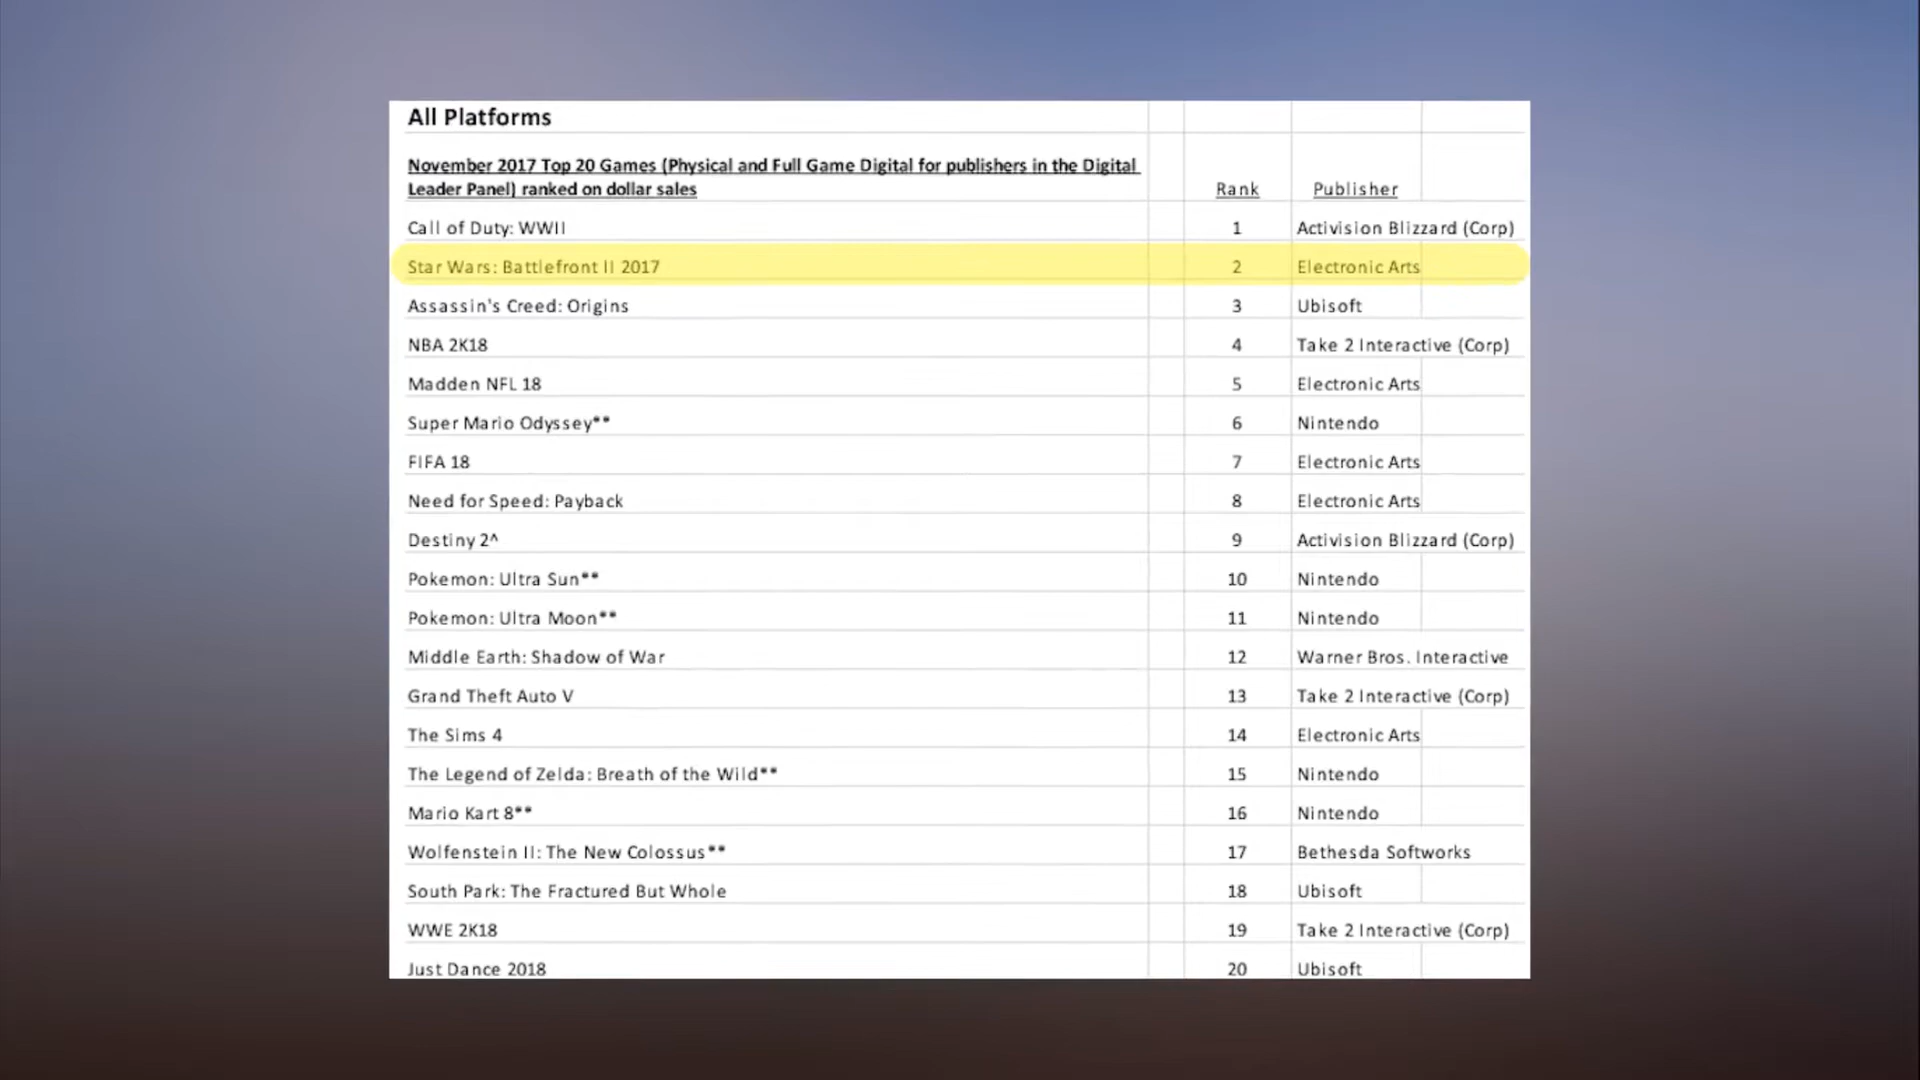 All Platforms
November 2017 Top 20 Games (Physical and Full Game Digital for publishers in the Digital
Leader Panel) ranked on dollar sales Rank Publisher
Call of Duty: WWII 1 Activision Blizzard (Corp)
Star Wars: Battlefront II 2017 2 Electronic Arts
Assassin's Creed: Origins 3 Ubisoft
NBA 2K18 4 Take 2 Interactive (Corp)
Madden NFL 18 5 Electronic Arts
Super Mario Odyssey** 6 Nintendo
FIFA 18 7 Electronic Arts
Need for Speed: Payback 8 Electronic Arts
Destiny 2^ 9 Activision Blizzard (Corp)
Pokemon: Ultra Sun** 10 Nintendo
Pokemon: Ultra Moon** 11 Nintendo
Middle Earth: Shadow of War 12 Warner Bros. Interactive
Grand Theft Auto V 13 Take 2 Interactive (Corp)
The Sims 4 14 Electronic Arts
The Legend of Zelda: Breath of the Wild** 15 Nintendo
Mario Kart 8** 16 Nintendo
Wolfenstein II: The New Colossus** 17 Bethesda Softworks
South Park: The Fractured But Whole 18 Ubisoft
WWE 2K18 19 Take 2 Interactive (Corp)
Just Dance 2018 20 Ubisoft